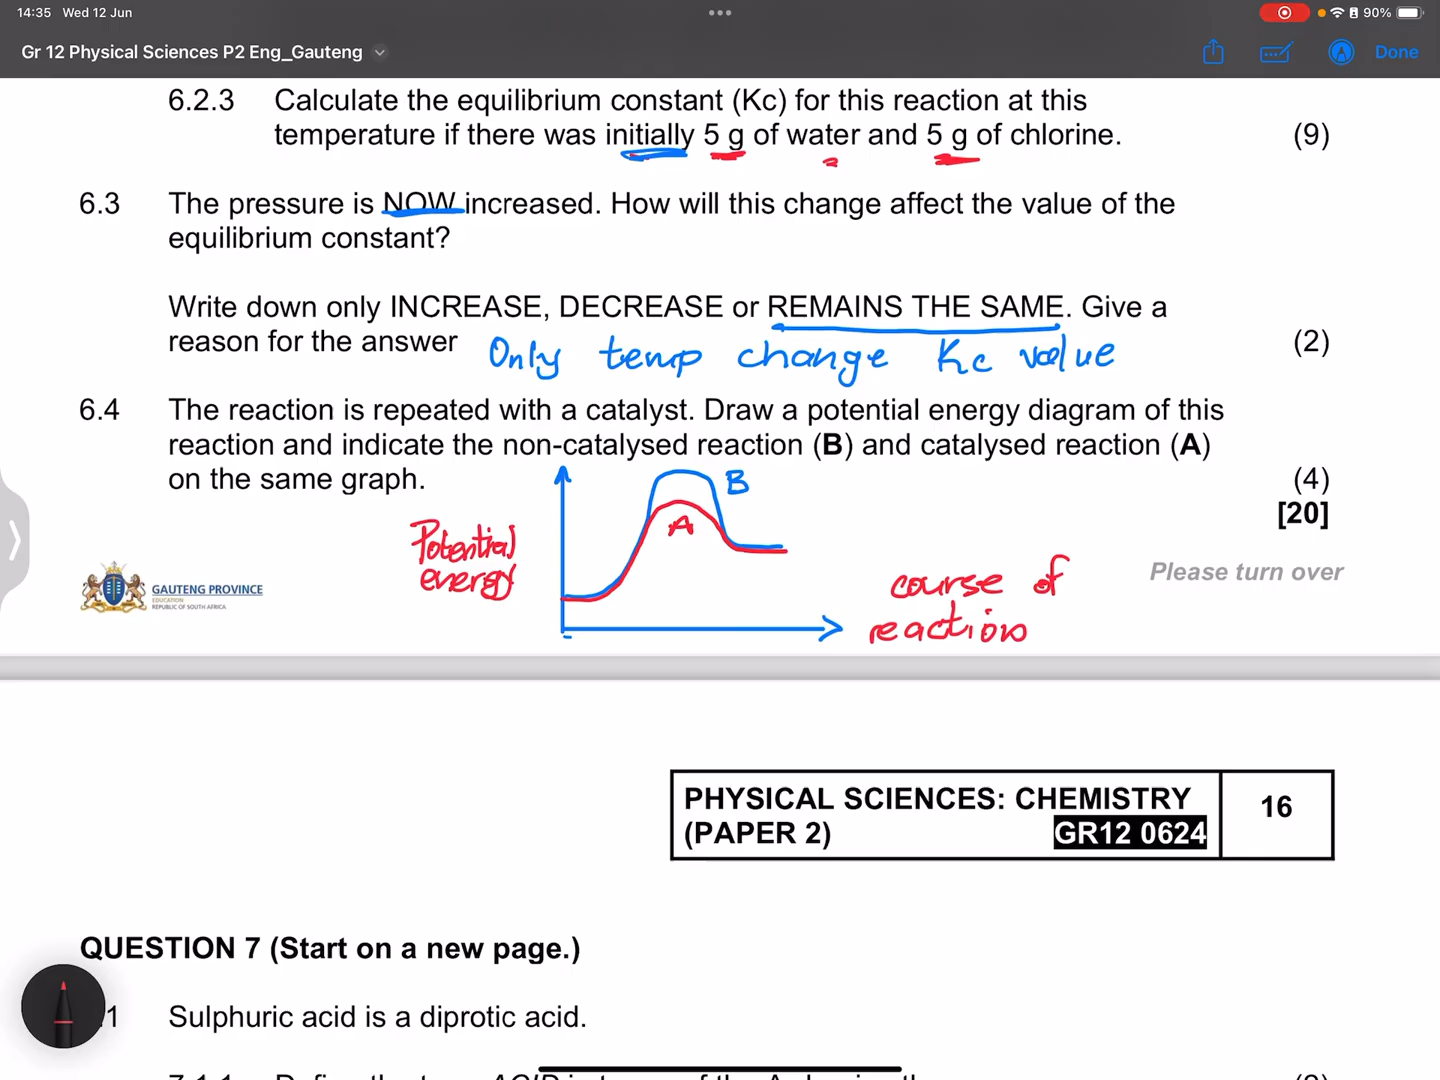 14:35 Wed 12 Jun
90%
Gr 12 Physical Sciences P2 Eng_Gauteng
Done
6.2.3 Calculate the equilibrium constant (Kc) for this reaction at this
temperature if there was initially 5 g of water and 5 g of chlorine. (9)
6.3 The pressure is NOW increased. How will this change affect the value of the
equilibrium constant?
Write down only INCREASE, DECREASE or REMAINS THE SAME. Give a
reason for the answer (2)
Only temp change Kc value
6.4 The reaction is repeated with a catalyst. Draw a potential energy diagram of this
reaction and indicate the non-catalysed reaction (B) and catalysed reaction (A)
on the same graph. (4)
[20]
B
A
Potential
energy
course of
reaction
GAUTENG PROVINCE
EDUCATION
REPUBLIC OF SOUTH AFRICA
Please turn over
PHYSICAL SCIENCES: CHEMISTRY
(PAPER 2) GR12 0624
16
QUESTION 7 (Start on a new page.)
.1 Sulphuric acid is a diprotic acid.